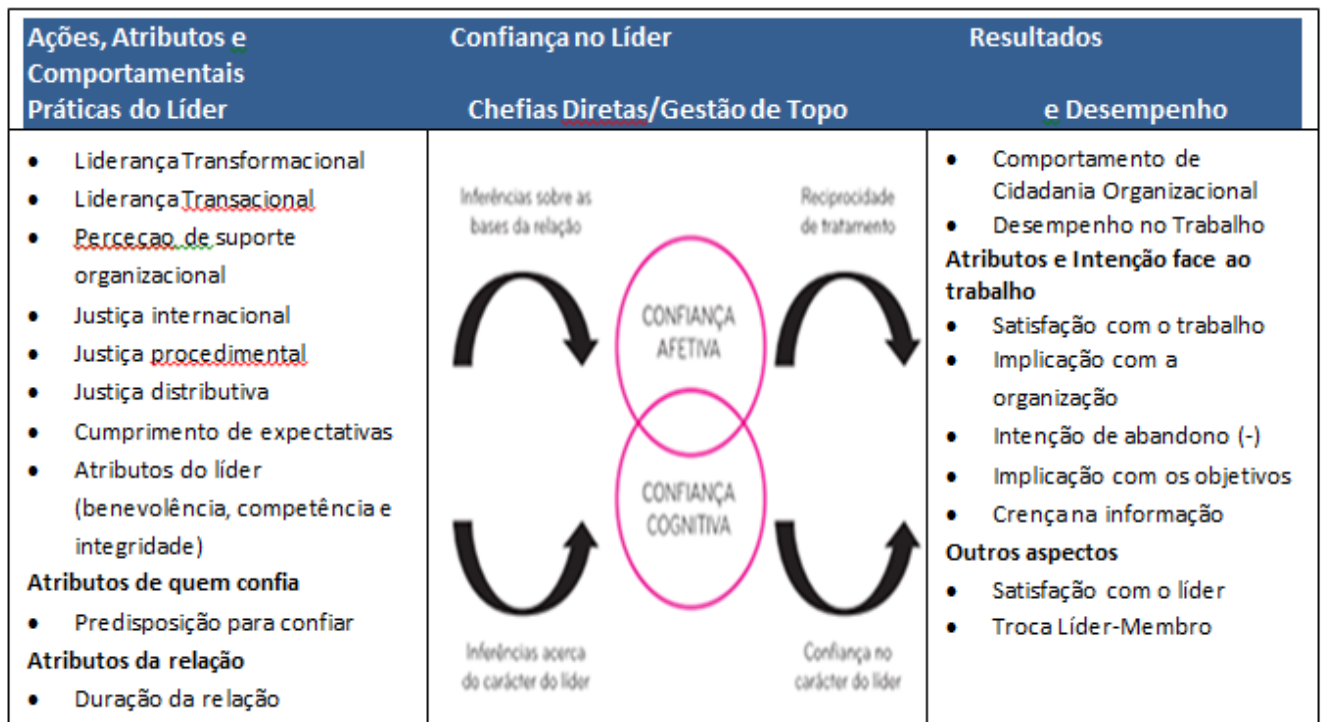 Ações, Atributos e
Comportamentais
Práticas do Líder
Confiança no Líder
Chefias Diretas/Gestão de Topo
Resultados
e Desempenho
• Liderança Transformacional
• Liderança Transacional
• Perceçao de suporte
organizacional
• Justiça internacional
• Justiça procedimental
• Justiça distributiva
• Cumprimento de expectativas
• Atributos do líder
(benevolência, competência e
integridade)
Atributos de quem confia
• Predisposição para confiar
Atributos da relação
• Duração da relação
Inferências sobre as
bases da relação
Reciprocidade
de tratamento
CONFIANÇA
AFETIVA
CONFIANÇA
COGNITIVA
Inferências acerca
do carácter do líder
Confiança no
carácter do líder
• Comportamento de
Cidadania Organizacional
• Desempenho no Trabalho
Atributos e Intenção face ao
trabalho
• Satisfação com o trabalho
• Implicação com a
organização
• Intenção de abandono (-)
• Implicação com os objetivos
• Crença na informação
Outros aspectos
• Satisfação com o líder
• Troca Líder-Membro